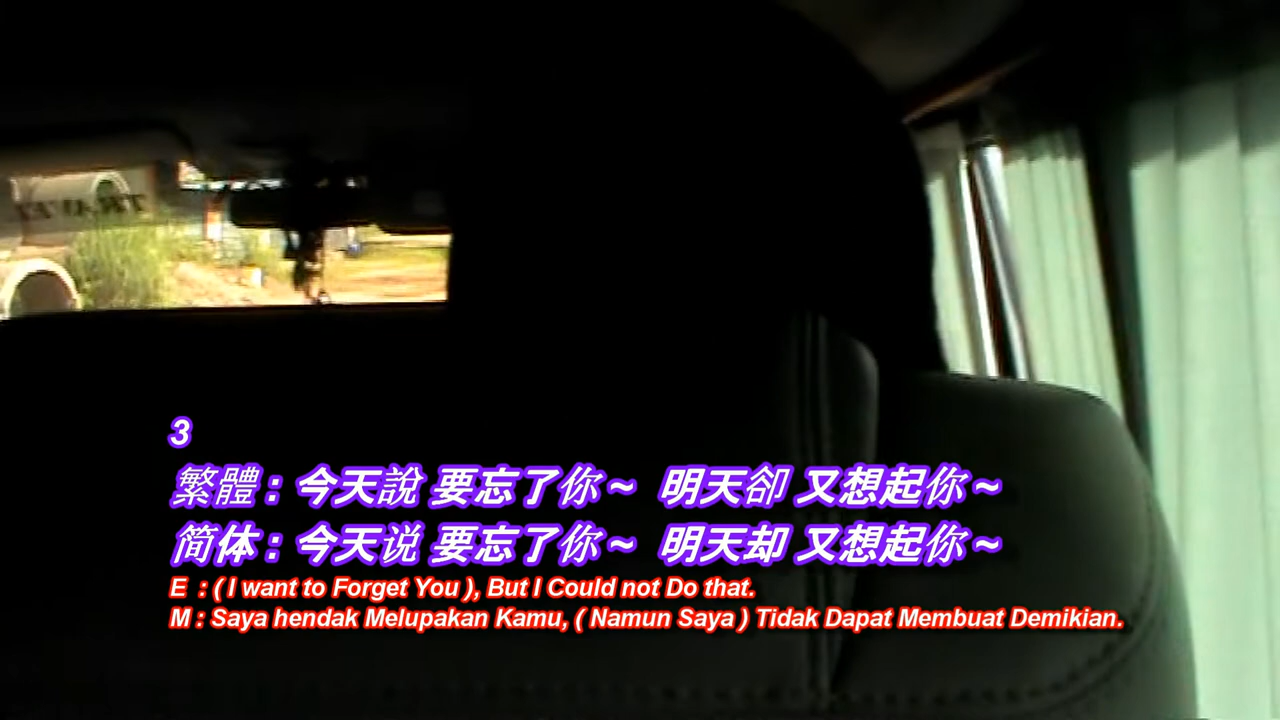 3
繁體 : 今天說 要忘了你~ 明天卻 又想起你~
简体 : 今天说 要忘了你~ 明天却 又想起你~
E : ( I want to Forget You ), But I Could not Do that.
M : Saya hendak Melupakan Kamu, ( Namun Saya ) Tidak Dapat Membuat Demikian.